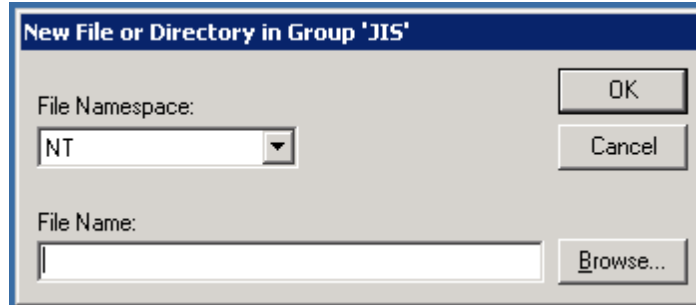 New File or Directory in Group 'JIS'
File Namespace:
OK
NT
Cancel
File Name:
Browse...